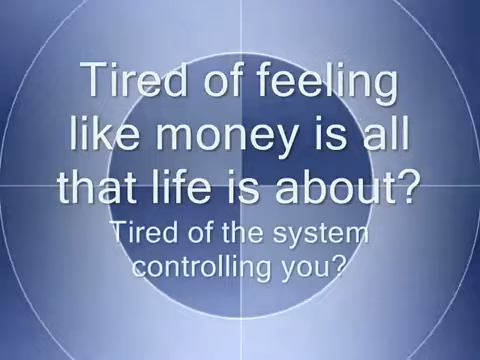 Tired of feeling
like money is all
that life is about?
Tired of the system
controlling you?